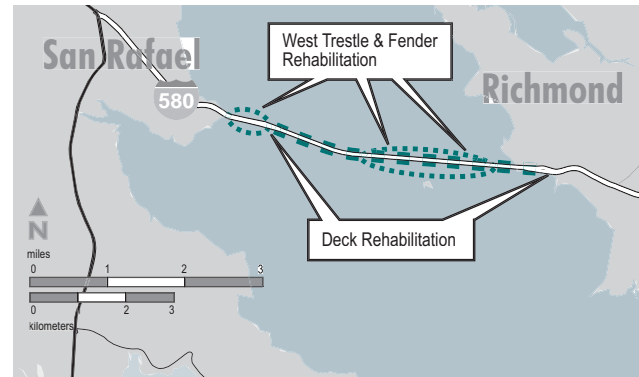 West Trestle & Fender
Rehabilitation
San Rafael
580
Richmond
Deck Rehabilitation
N
miles
0 1 2 3
0 1 2 3
kilometers